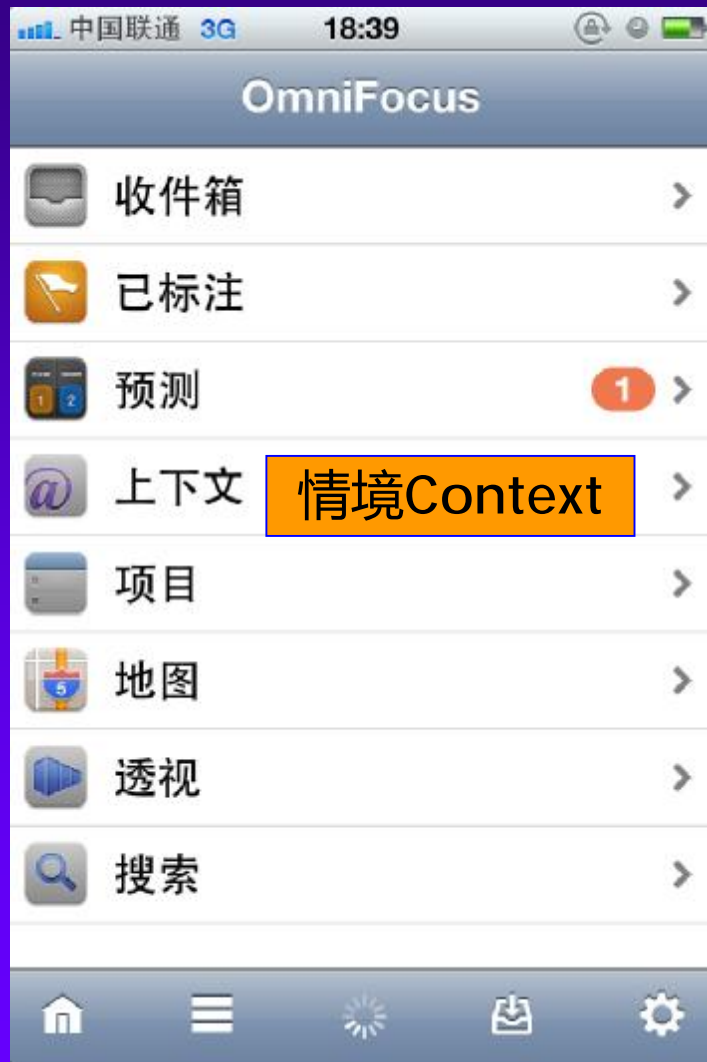 中国联通 3G 18:39
OmniFocus
收件箱
已标注
预测 1
上下文 情境Context
项目
地图
透视
搜索